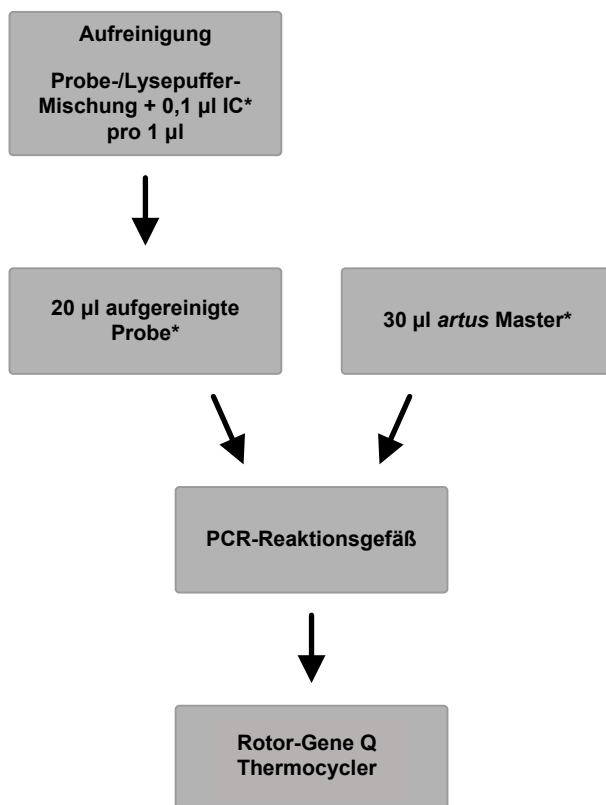 Aufreinigung
Probe-/Lysepuffer-
Mischung + 0,1 µl IC*
pro 1 µl
20 µl aufgereinigte
Probe*
30 µl artus Master*
PCR-Reaktionsgefäß
Rotor-Gene Q
Thermocycler